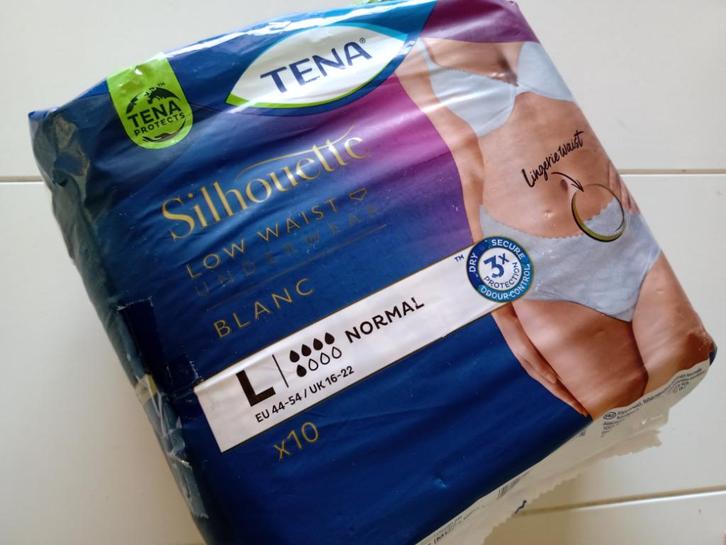 TENA®
TENA
PROTECTS
Silhouette
LOW WAIST
UNDERWEAR
BLANC
Lingerie waist
DRY SECURE
3X
PROTECTION
ODOUR CONTROL
L NORMAL
EU 44-54 / UK 16-22
x10